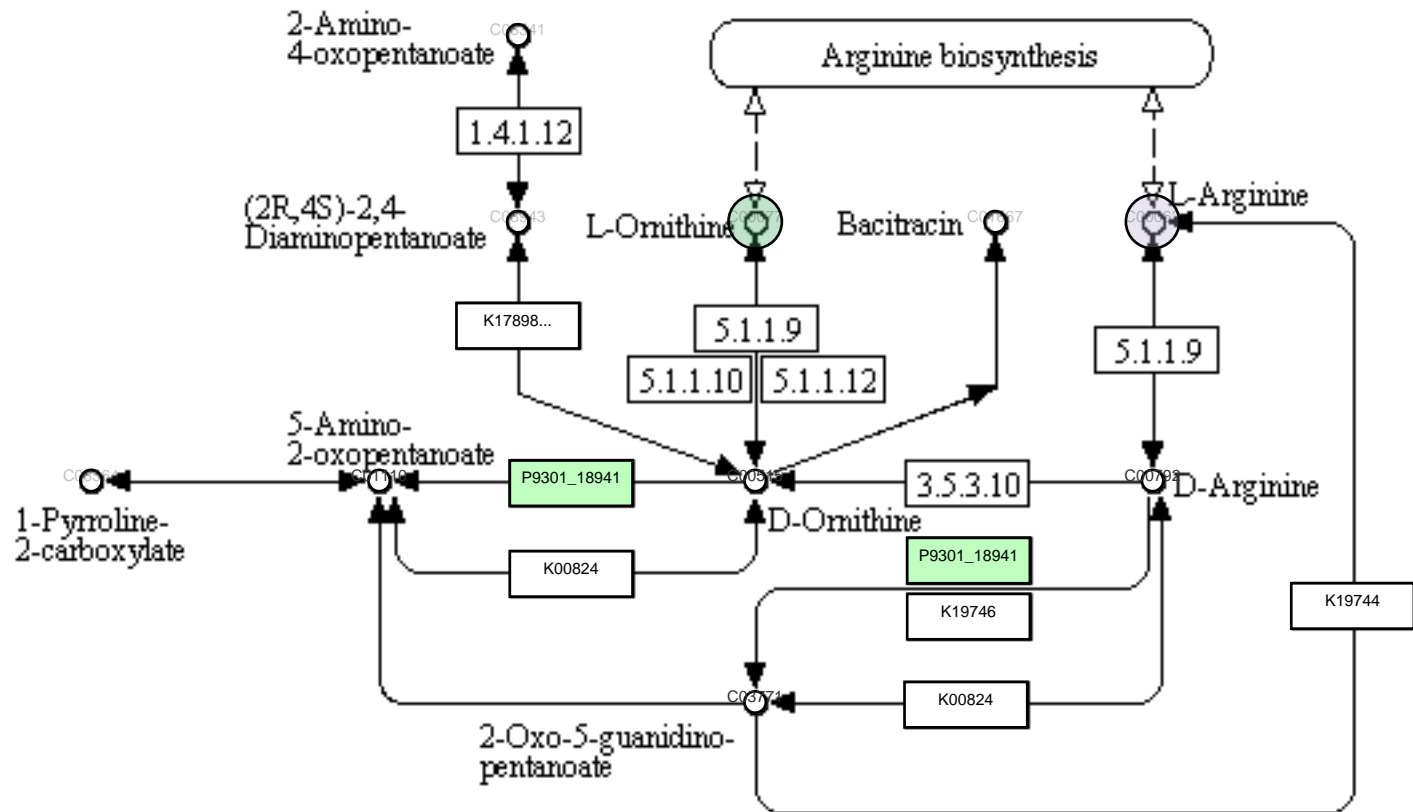 2-Amino-
4-oxopentanoate
Arginine biosynthesis
1.4.1.12
(2R,4S)-2,4-
Diaminopentanoate
L-Ornithine
Bacitracin
L-Arginine
K17898...
5.1.1.9
5.1.1.9
5.1.1.10
5.1.1.12
5-Amino-
2-oxopentanoate
P9301_18941
C00515
3.5.3.10
C00792
D-Arginine
1-Pyrroline-
2-carboxylate
D-Ornithine
K00824
P9301_18941
K19746
K19744
C03771
K00824
2-Oxo-5-guanidino-
pentanoate